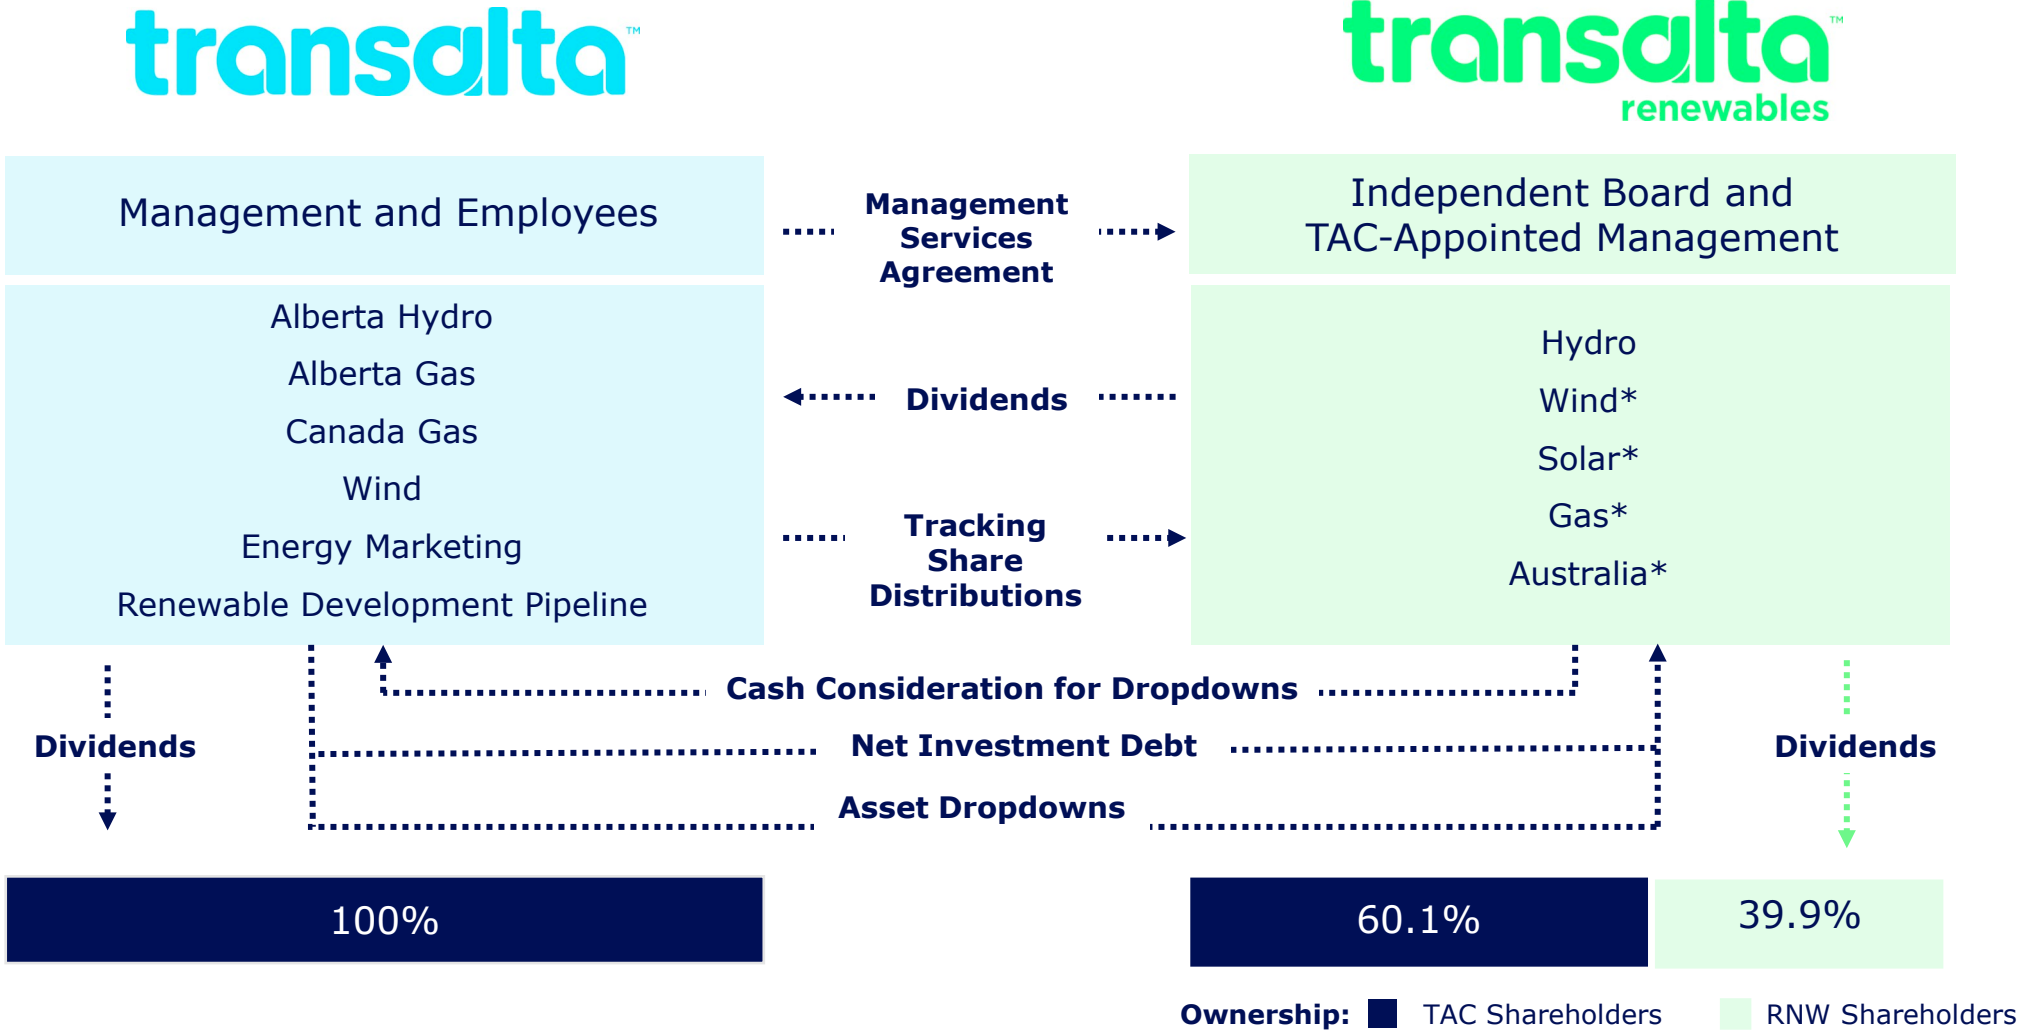 transalta™
transalta™
renewables
Management and Employees
Management
Services
Agreement
Independent Board and
TAC-Appointed Management
Alberta Hydro
Alberta Gas
Canada Gas
Wind
Energy Marketing
Renewable Development Pipeline
Dividends
Tracking
Share
Distributions
Hydro
Wind*
Solar*
Gas*
Australia*
Cash Consideration for Dropdowns
Dividends
Net Investment Debt
Dividends
Asset Dropdowns
100%
60.1%
39.9%
Ownership: TAC Shareholders RNW Shareholders